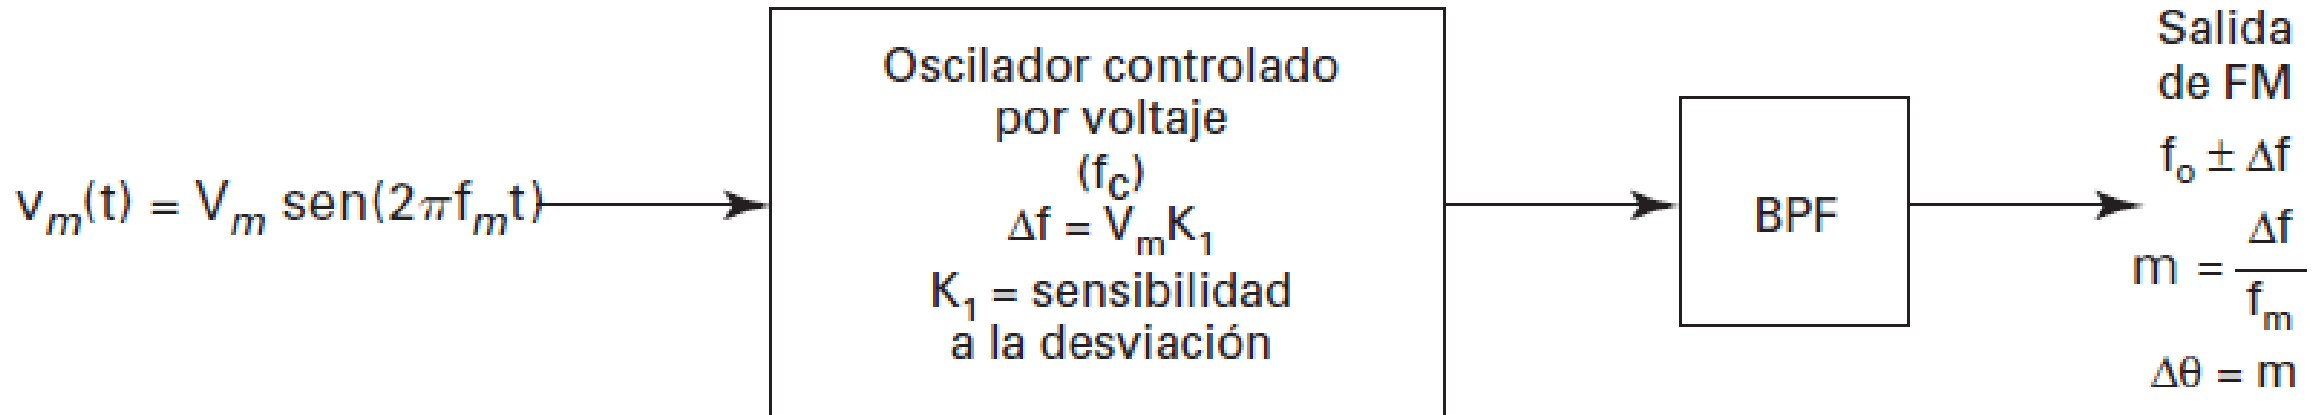 v_m(t) = V_m sen(2πf_mt)
Oscilador controlado
por voltaje
(f_c)
Δf = V_mK_1
K_1 = sensibilidad
a la desviación
BPF
Salida
de FM
f_o ± Δf
m = Δf / f_m
Δθ = m